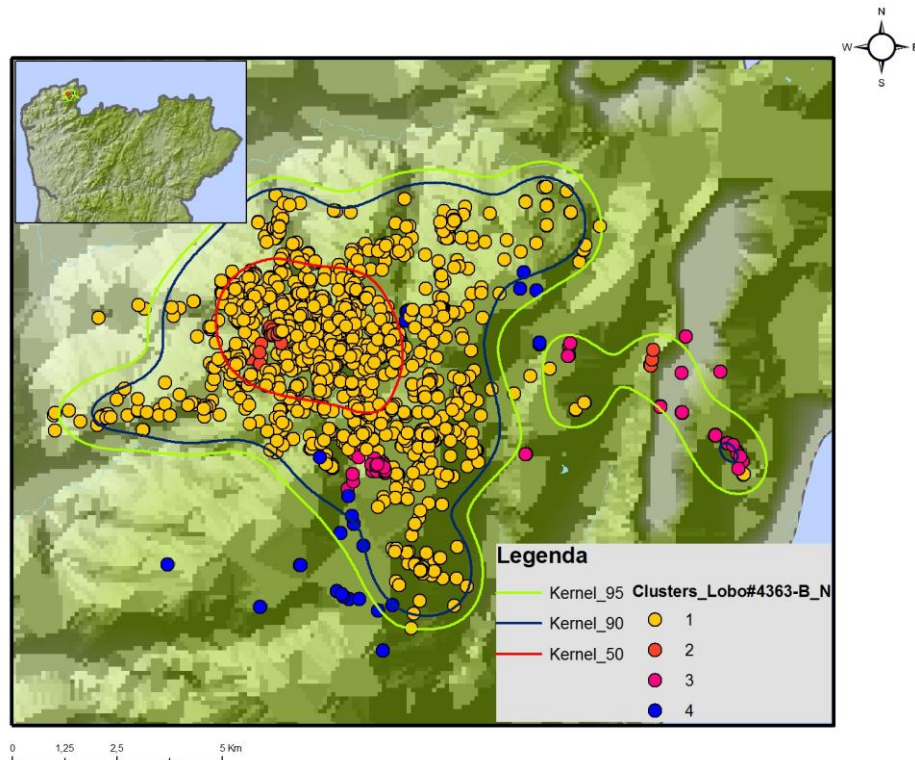 N
W
E
S
Legenda
Kernel_95
Kernel_90
Kernel_50
Clusters_Lobo#4363-B_N
1
2
3
4
0 1,25 2,5 5 Km